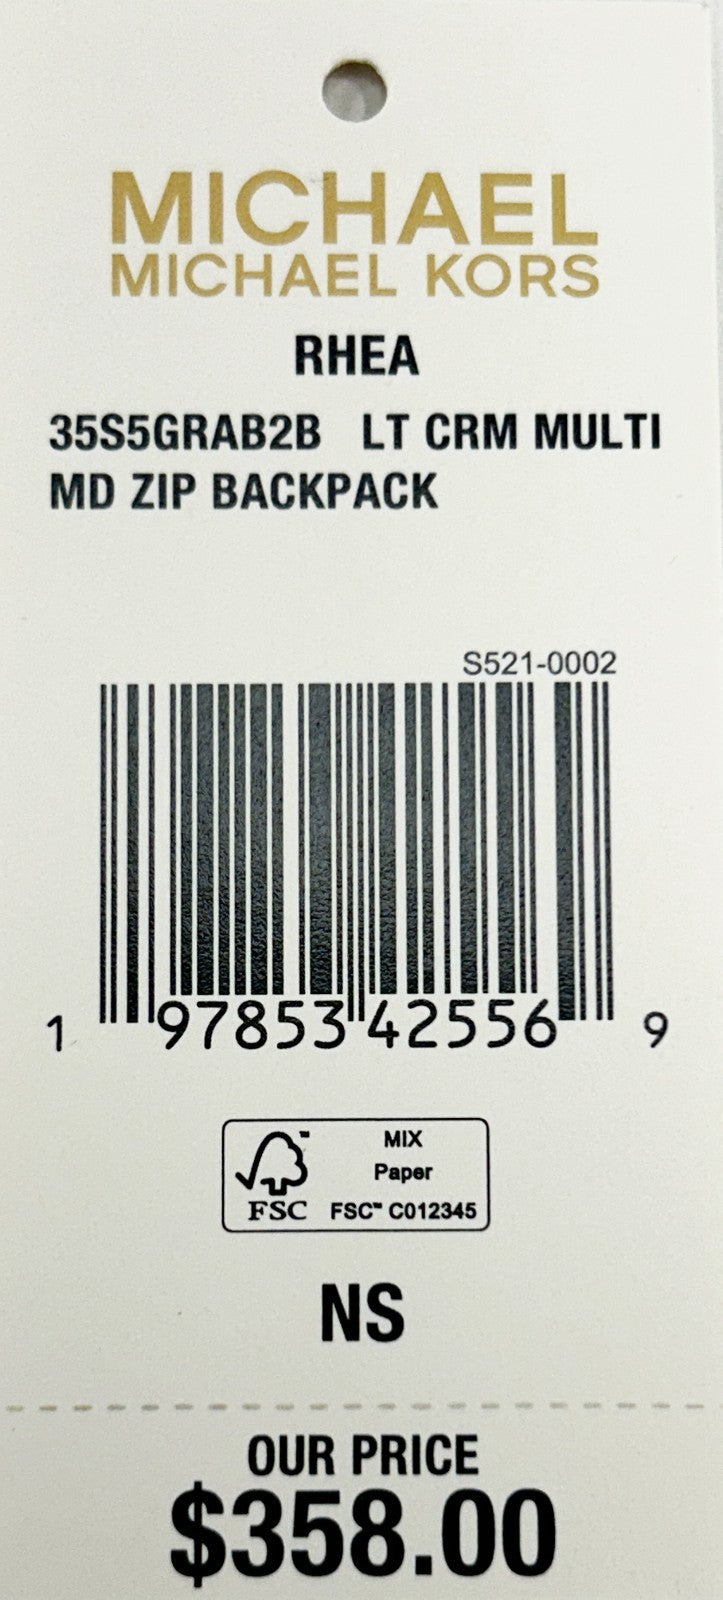 MICHAEL
MICHAEL KORS
RHEA
35S5GRAB2B LT CRM MULTI
MD ZIP BACKPACK
S521-0002
1 97853 42556 9
MIX
Paper
FSC™ FSC™ C012345
NS
OUR PRICE
$358.00